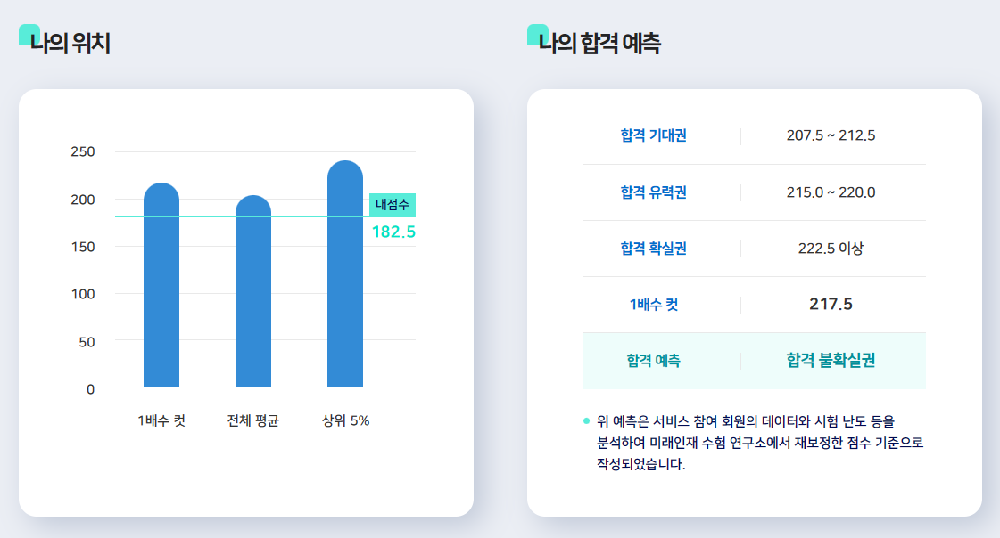 나의 위치
250
200
150
100
50
0
내점수
182.5
1배수 컷 전체 평균 상위 5%
나의 합격 예측
합격 기대권 207.5 ~ 212.5
합격 유력권 215.0 ~ 220.0
합격 확실권 222.5 이상
1배수 컷 217.5
합격 예측 합격 불확실권
위 예측은 서비스 참여 회원의 데이터와 시험 난도 등을
분석하여 미래인재 수험 연구소에서 재보정한 점수 기준으로
작성되었습니다.